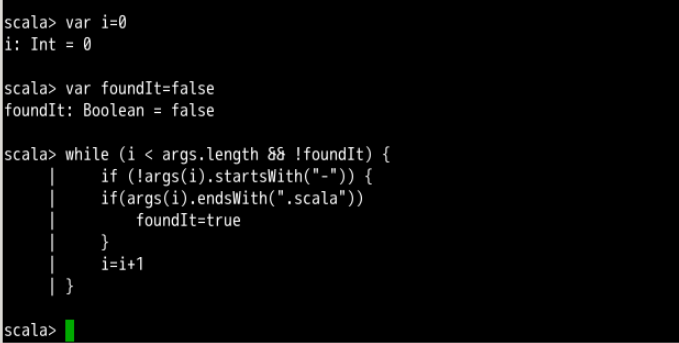 scala> var i=0
i: Int = 0
scala> var foundIt=false
foundIt: Boolean = false
scala> while (i < args.length && !foundIt) {
     |     if (!args(i).startsWith("-")) {
     |     if(args(i).endsWith(".scala"))
     |         foundIt=true
     |     }
     |     i=i+1
     | }
scala>